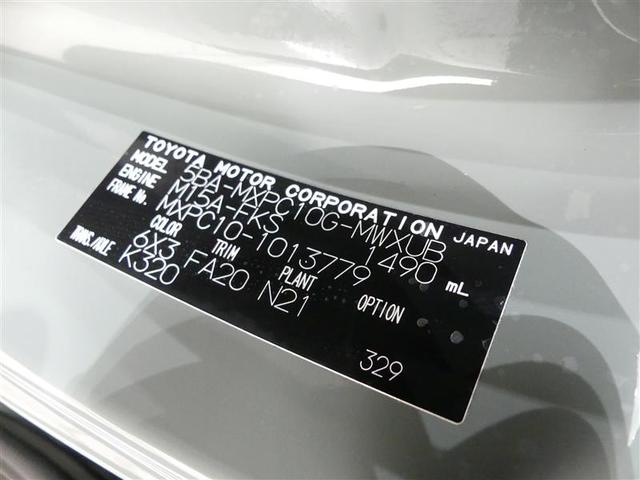 TOYOTA MOTOR CORPORATION JAPAN
MODEL 5BA-MXPC10G-MWXUB
ENGINE M15A-FKS 1490 mL
FRAME No. MXPC10-1013779
COLOR TRIM PLANT OPTION
6X3 FA20 N21
TRANS./AXLE K320
329